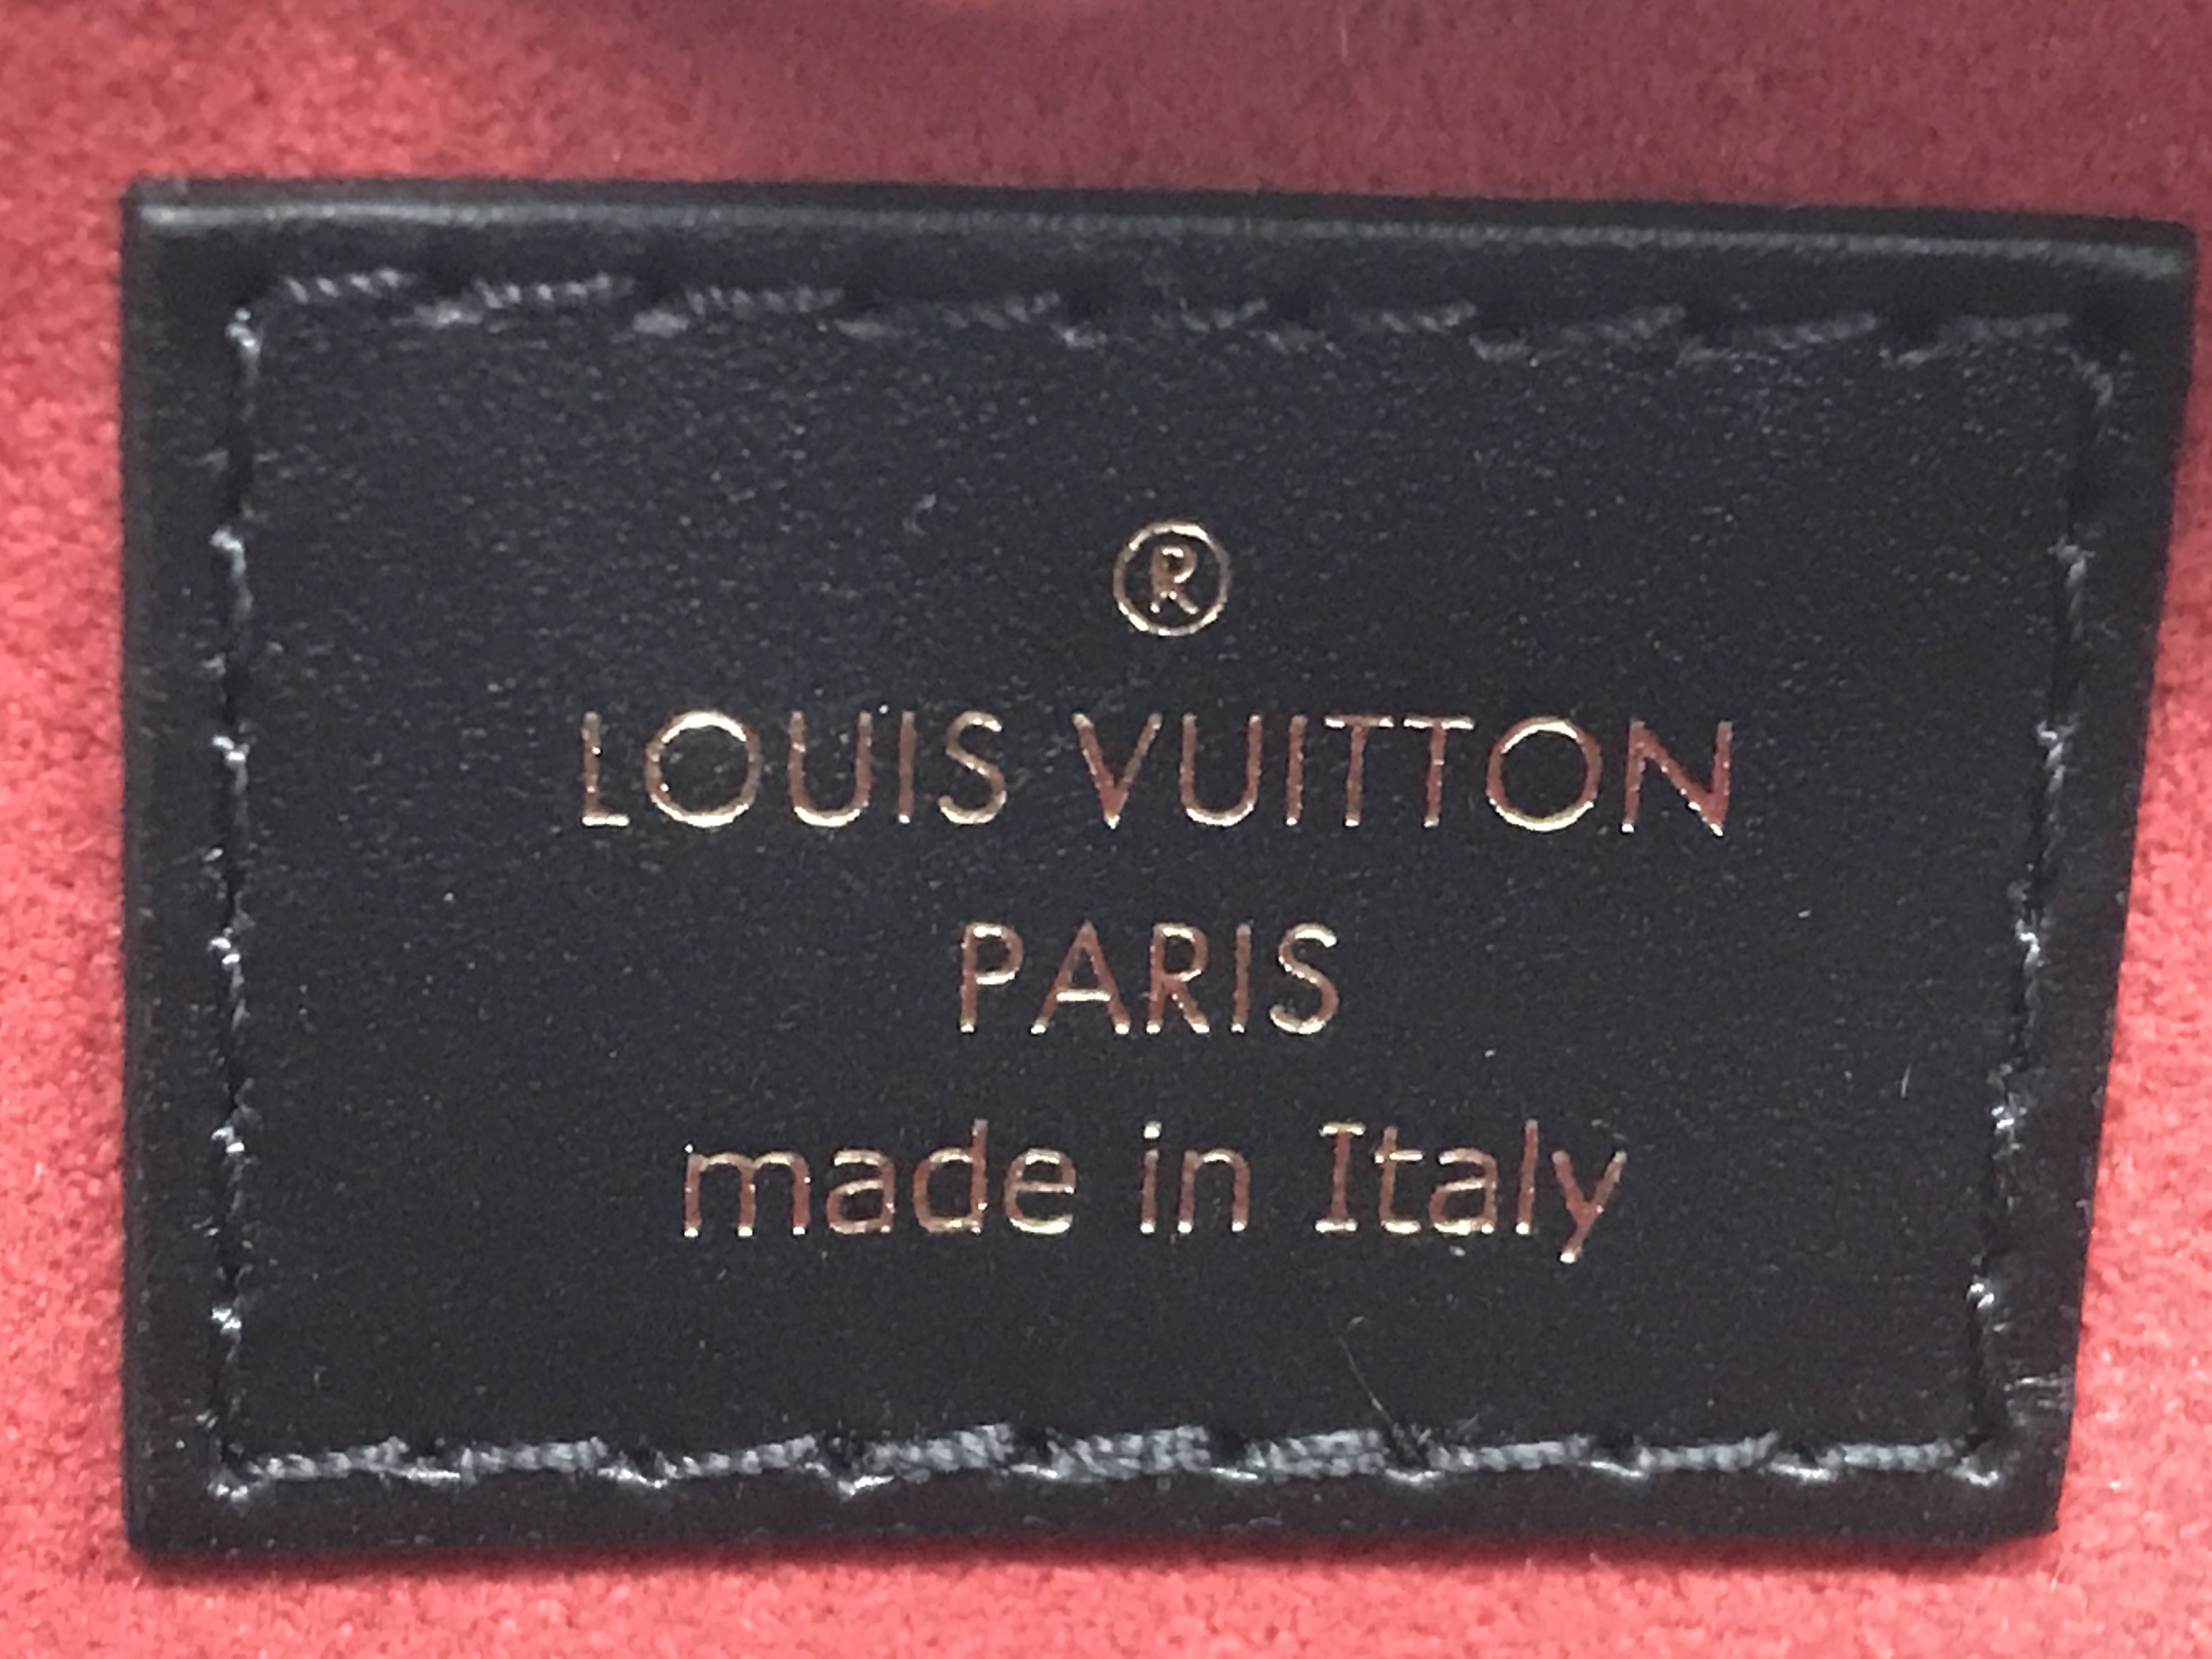 ®
LOUIS VUITTON
PARIS
made in Italy